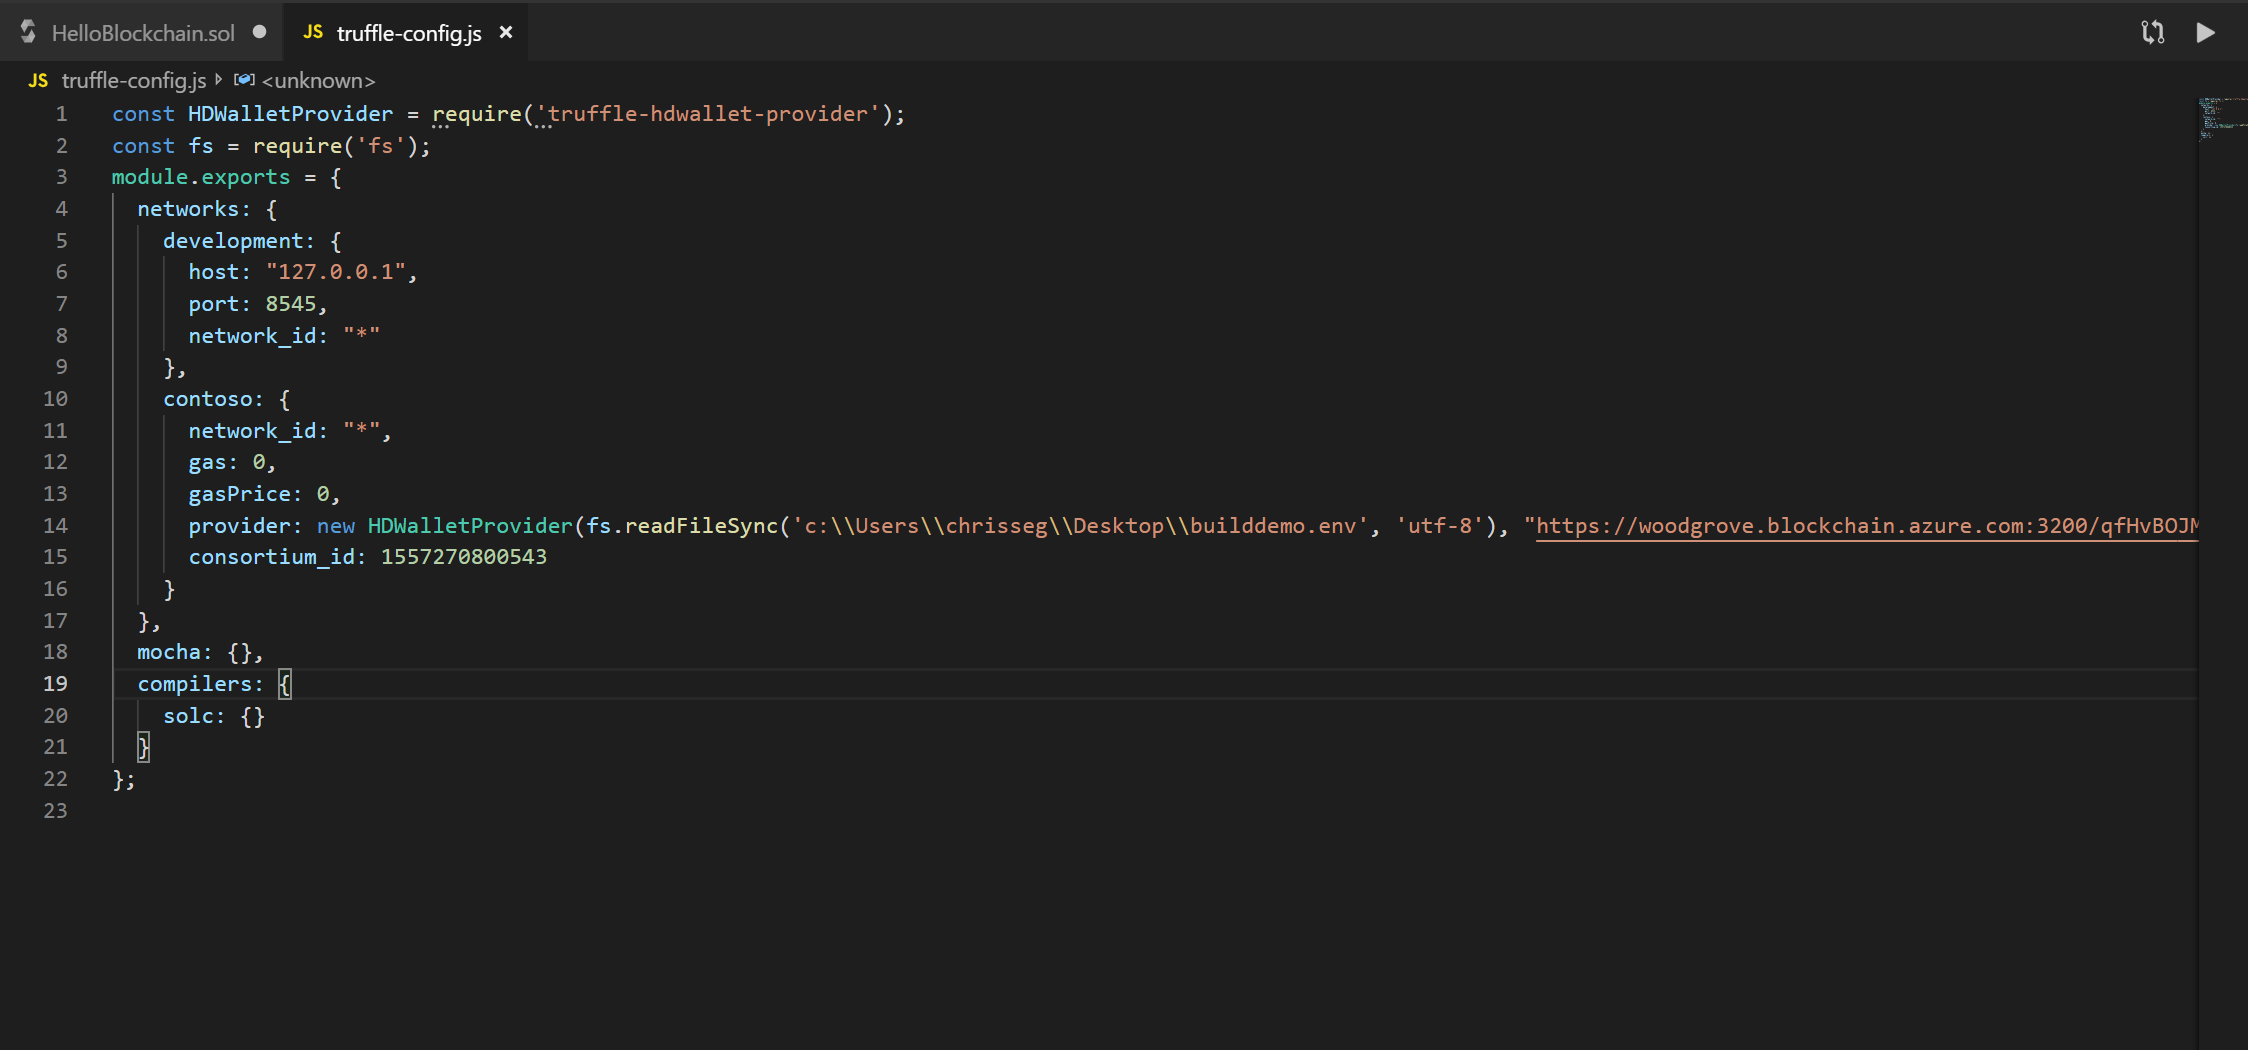 HelloBlockchain.sol
JS truffle-config.js
JS truffle-config.js <unknown>
1 const HDWalletProvider = require('truffle-hdwallet-provider');
2 const fs = require('fs');
3 module.exports = {
4 networks: {
5 development: {
6 host: "127.0.0.1",
7 port: 8545,
8 network_id: "*"
9 },
10 contoso: {
11 network_id: "*",
12 gas: 0,
13 gasPrice: 0,
14 provider: new HDWalletProvider(fs.readFileSync('c:\\Users\\chrisseg\\Desktop\\builddemo.env', 'utf-8'), "https://woodgrove.blockchain.azure.com:3200/qfHvBOJM
15 consortium_id: 1557270800543
16 }
17 },
18 mocha: {},
19 compilers: {
20 solc: {}
21 }
22 };
23